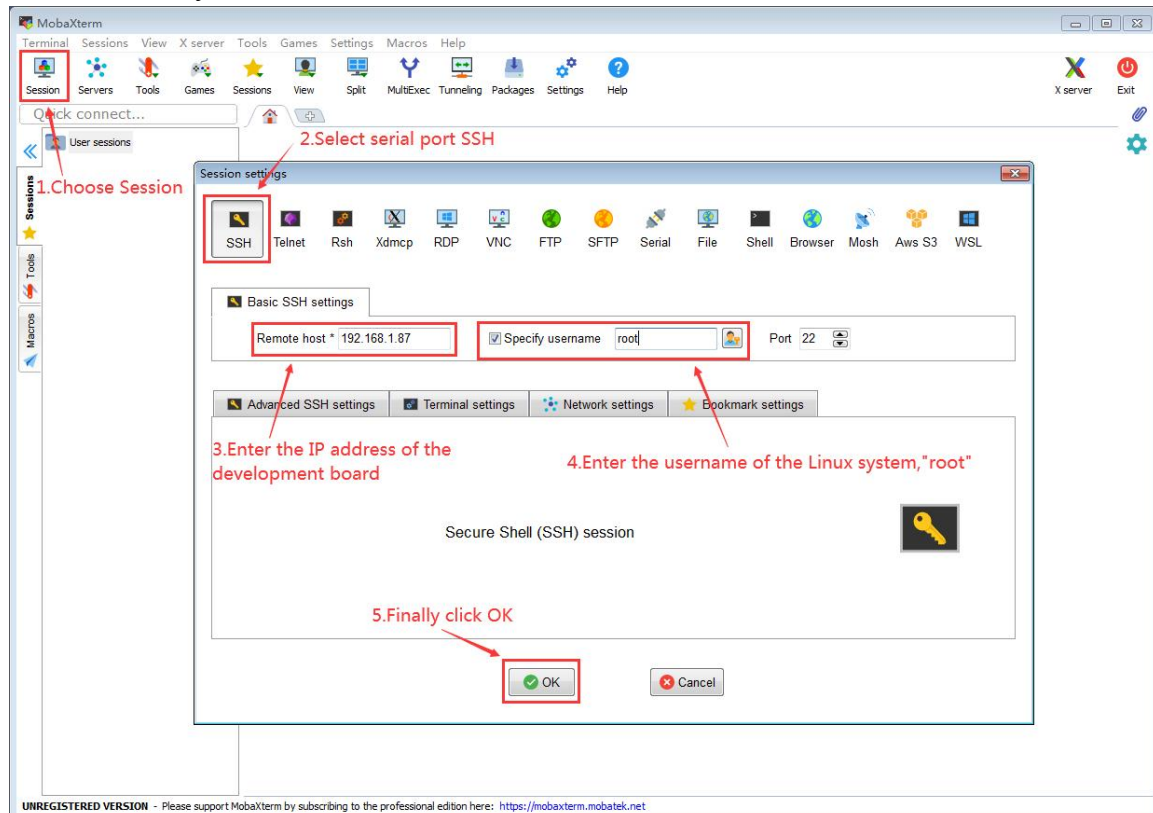 MobaXterm
Terminal Sessions View X server Tools Games Settings Macros Help
Session Servers Tools Games Sessions View Split MultiExec Tunneling Packages Settings Help X server Exit
Quick connect...
User sessions
2.Select serial port SSH
1.Choose Session
Sessions
Tools
Macros
Session settings
SSH Telnet Rsh Xdmcp RDP VNC FTP SFTP Serial File Shell Browser Mosh Aws S3 WSL
Basic SSH settings
Remote host * 192.168.1.87 Specify username root Port 22
Advanced SSH settings Terminal settings Network settings Bookmark settings
3.Enter the IP address of the
development board
4.Enter the username of the Linux system,"root"
Secure Shell (SSH) session
5.Finally click OK
OK Cancel
UNREGISTERED VERSION - Please support MobaXterm by subscribing to the professional edition here: https://mobaxterm.mobatek.net